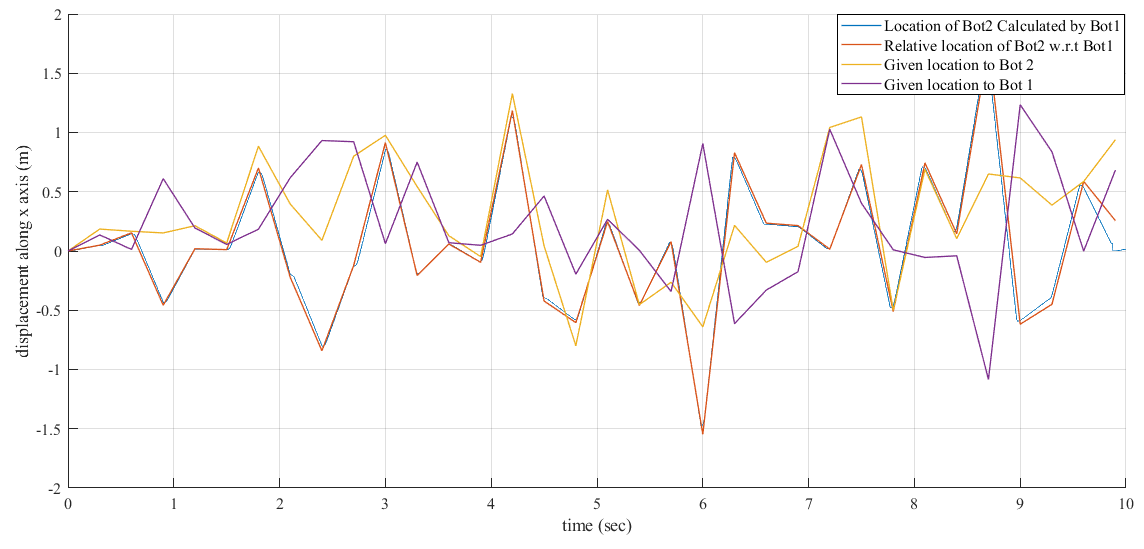 2
1.5
1
0.5
0
-0.5
-1
-1.5
-2
displacement along x axis (m)
0 1 2 3 4 5 6 7 8 9 10
time (sec)
Location of Bot2 Calculated by Bot1
Relative location of Bot2 w.r.t Bot1
Given location to Bot 2
Given location to Bot 1